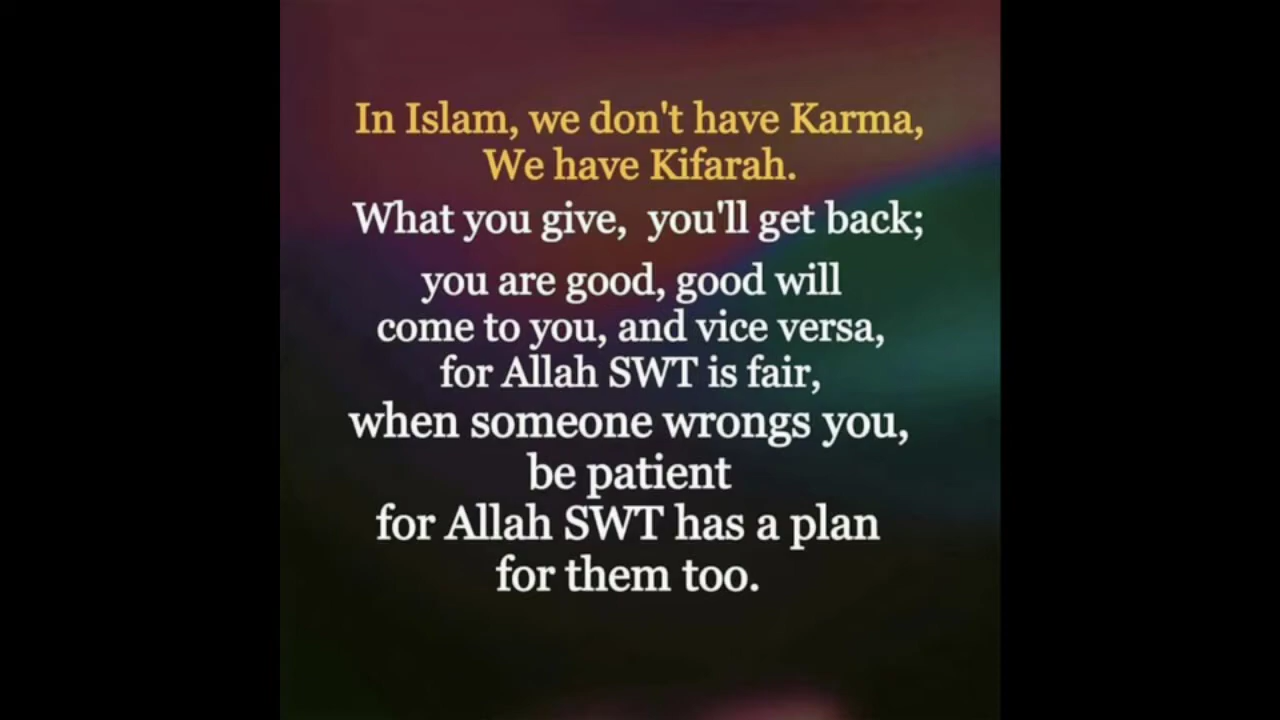 In Islam, we don't have Karma,
We have Kifarah.
What you give, you'll get back;
you are good, good will
come to you, and vice versa,
for Allah SWT is fair,
when someone wrongs you,
be patient
for Allah SWT has a plan
for them too.